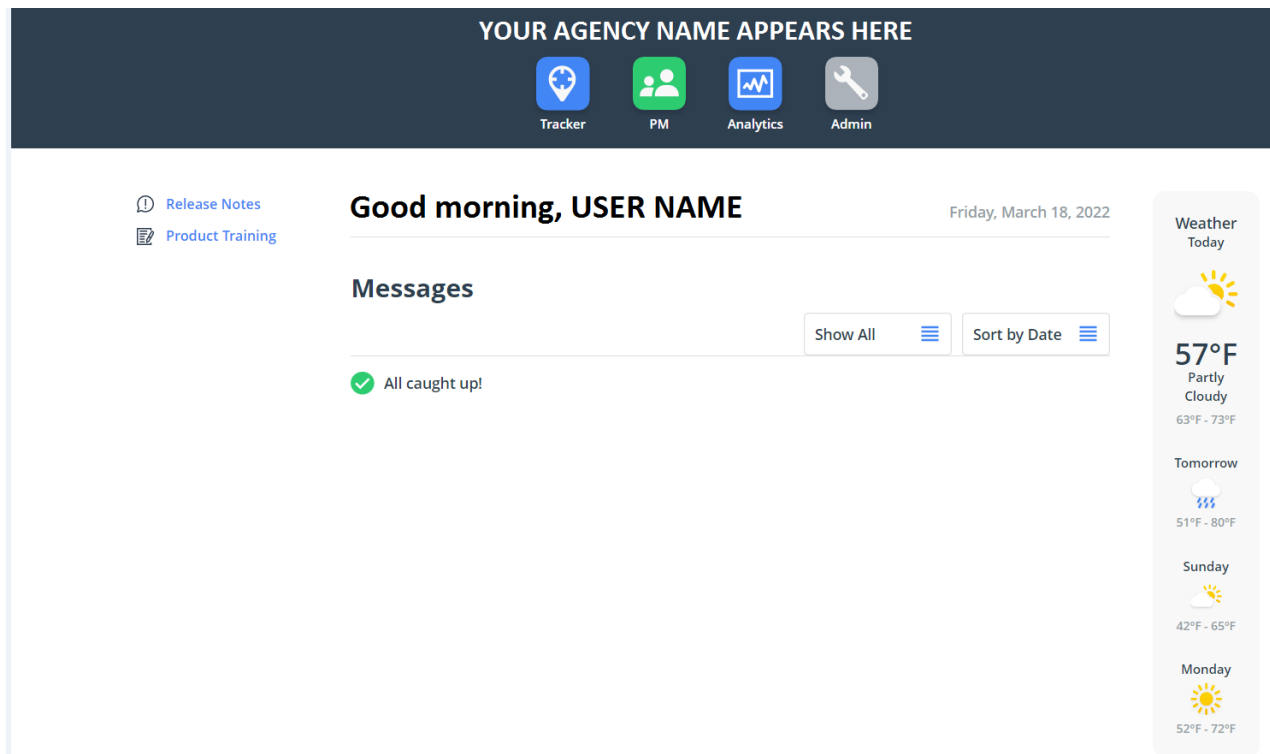 YOUR AGENCY NAME APPEARS HERE
Tracker
PM
Analytics
Admin
Release Notes
Product Training
Good morning, USER NAME
Friday, March 18, 2022
Messages
Show All
Sort by Date
All caught up!
Weather
Today
57°F
Partly
Cloudy
63°F - 73°F
Tomorrow
51°F - 80°F
Sunday
42°F - 65°F
Monday
52°F - 72°F